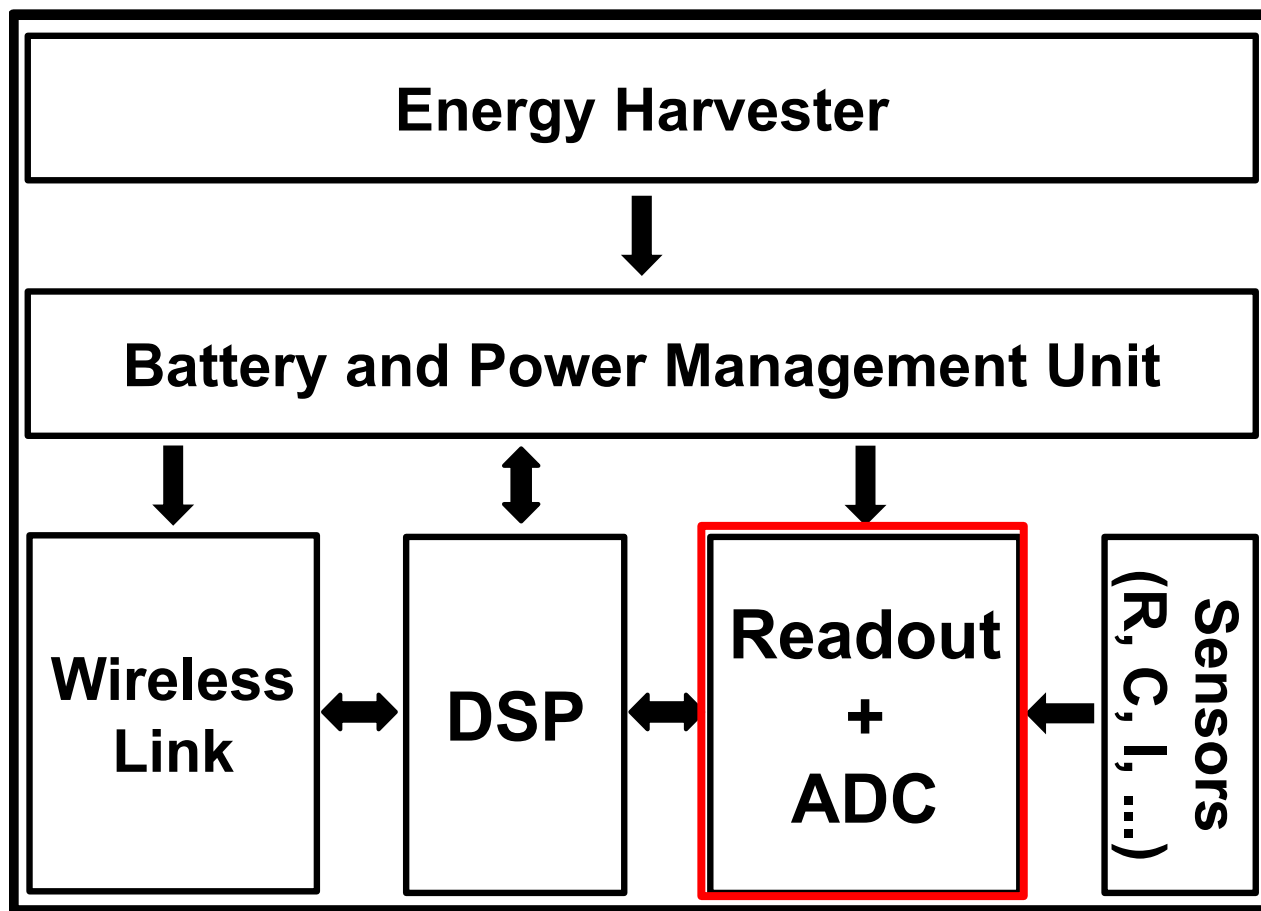 Energy Harvester
Battery and Power Management Unit
Wireless
Link
DSP
Readout
+
ADC
Sensors
(R, C, I, ...)